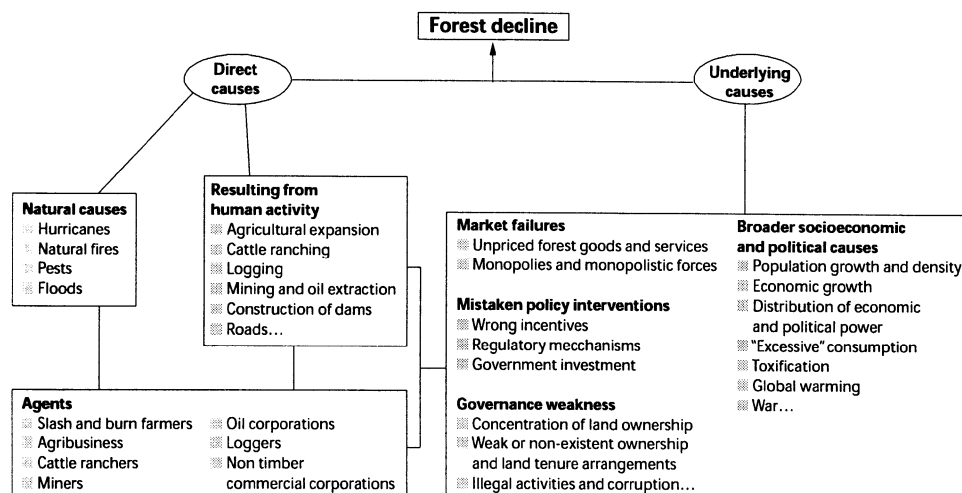 Forest decline
Direct
causes
Underlying
causes
Natural causes
Hurricanes
Natural fires
Pests
Floods
Resulting from
human activity
Agricultural expansion
Cattle ranching
Logging
Mining and oil extraction
Construction of dams
Roads...
Agents
Slash and burn farmers
Agribusiness
Cattle ranchers
Miners
Oil corporations
Loggers
Non timber
commercial corporations
Market failures
Unpriced forest goods and services
Monopolies and monopolistic forces
Mistaken policy interventions
Wrong incentives
Regulatory mecchanisms
Government investment
Governance weakness
Concentration of land ownership
Weak or non-existent ownership
and land tenure arrangements
Illegal activities and corruption...
Broader socioeconomic
and political causes
Population growth and density
Economic growth
Distribution of economic
and political power
"Excessive" consumption
Toxification
Global warming
War...